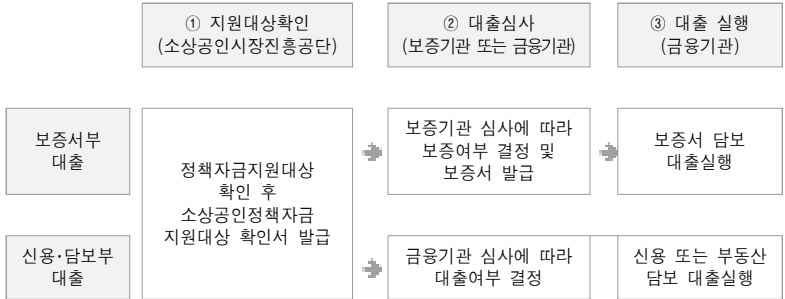 ① 지원대상확인
(소상공인시장진흥공단)
② 대출심사
(보증기관 또는 금융기관)
③ 대출 실행
(금융기관)
보증서부
대출
정책자금지원대상
확인 후
소상공인정책자금
지원대상 확인서 발급
보증기관 심사에 따라
보증여부 결정 및
보증서 발급
보증서 담보
대출실행
신용·담보부
대출
금융기관 심사에 따라
대출여부 결정
신용 또는 부동산
담보 대출실행